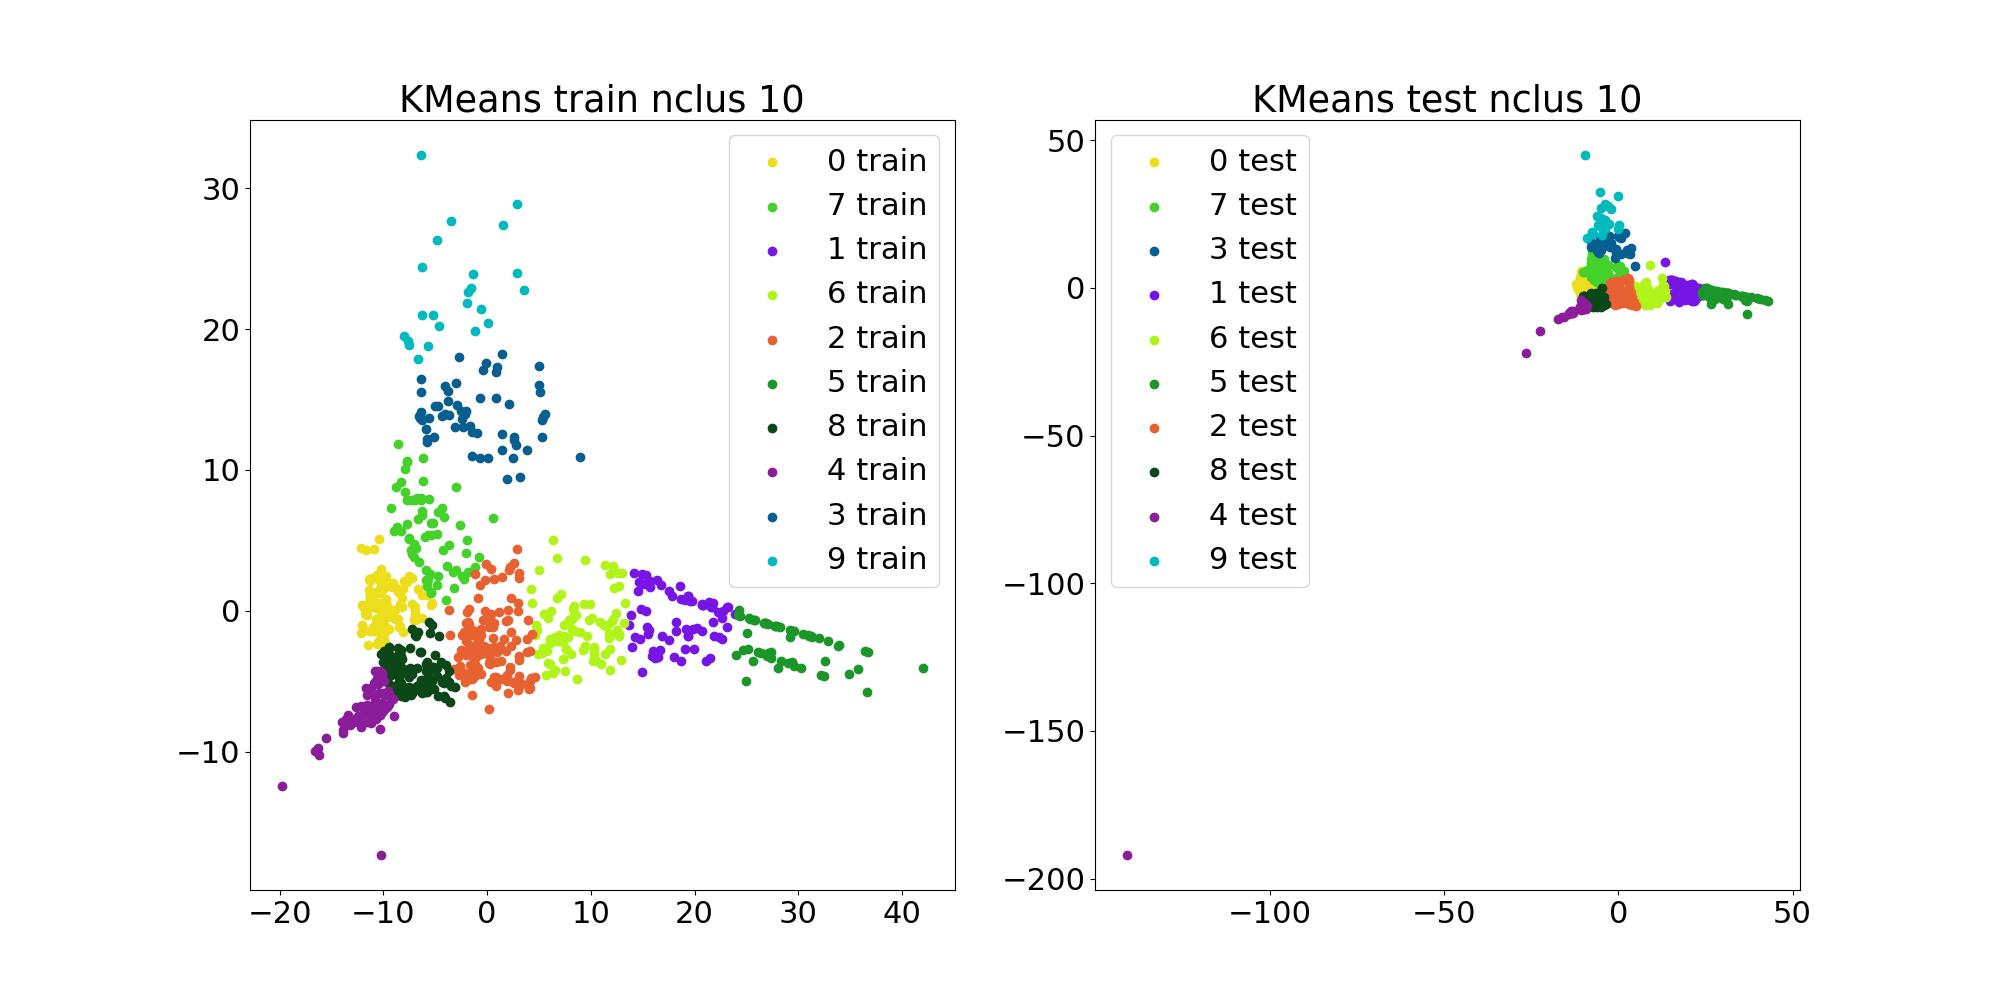 KMeans train nclus 10
30
20
10
0
−10
−20
−10
0
10
20
30
40
0 train
7 train
1 train
6 train
2 train
5 train
8 train
4 train
3 train
9 train
KMeans test nclus 10
50
0
−50
−100
−150
−200
−100
−50
0
50
0 test
7 test
3 test
1 test
6 test
5 test
2 test
8 test
4 test
9 test